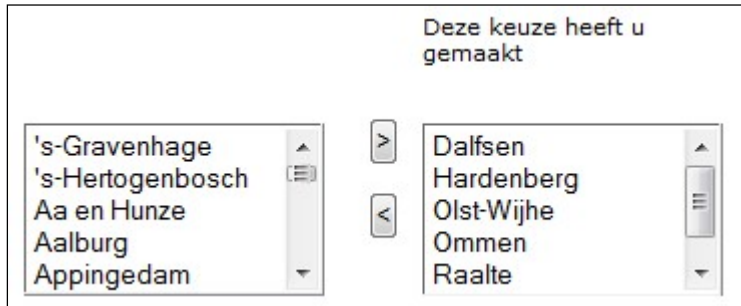 Deze keuze heeft u
gemaakt
's-Gravenhage
's-Hertogenbosch
Aa en Hunze
Aalburg
Appingedam
>
<
Dalfsen
Hardenberg
Olst-Wijhe
Ommen
Raalte